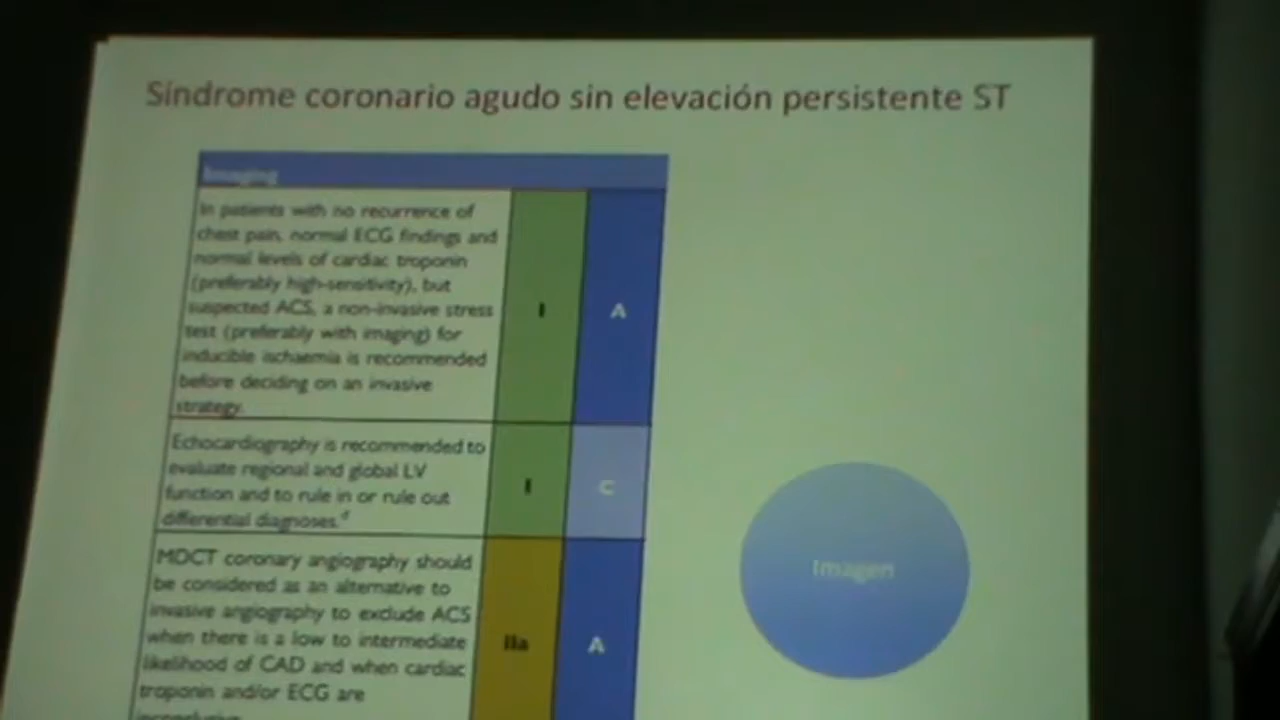 Síndrome coronario agudo sin elevación persistente ST
Imaging
In patients with no recurrence of
chest pain, normal ECG findings and
normal levels of cardiac troponin
(preferably high-sensitivity), but
suspected ACS, a non-invasive stress
test (preferably with imaging) for
inducible ischaemia is recommended
before deciding on an invasive
strategy.
I
A
Echocardiography is recommended to
evaluate regional and global LV
function and to rule in or rule out
differential diagnoses.d
I
C
MDCT coronary angiography should
be considered as an alternative to
invasive angiography to exclude ACS
when there is a low to intermediate
likelihood of CAD and when cardiac
troponin and/or ECG are
inconclusive
IIa
A
Imagen